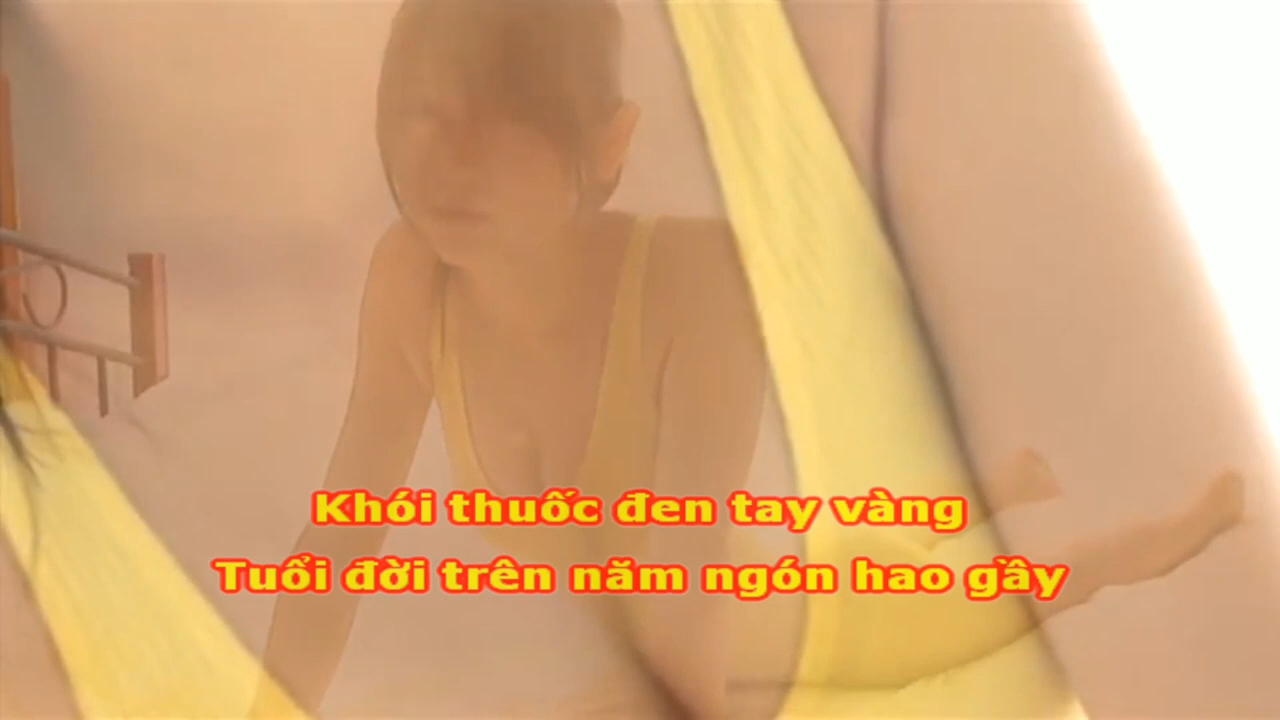 Khói thuốc đen tay vàng
Tuổi đời trên năm ngón hao gầy